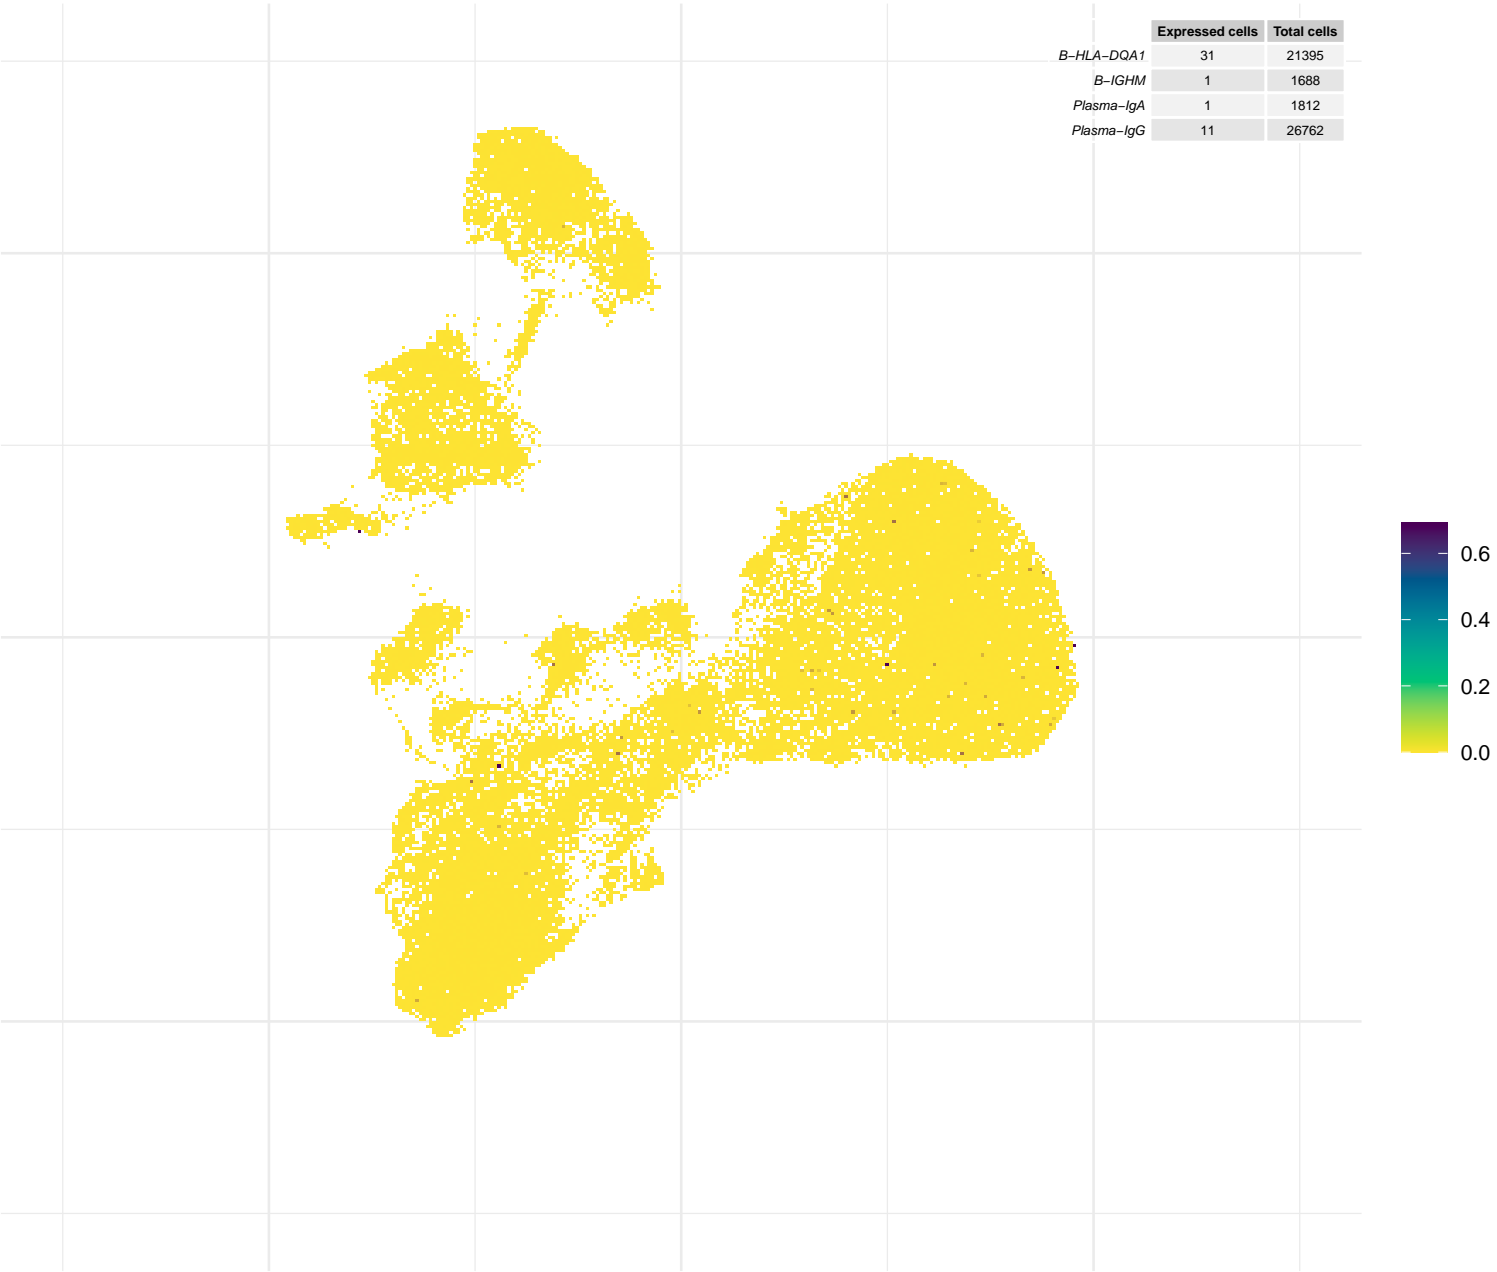 Expressed cells Total cells
B−HLA−DQA1 31 21395
B−IGHM 1 1688
Plasma−IgA 1 1812
Plasma−IgG 11 26762
0.6
0.4
0.2
0.0